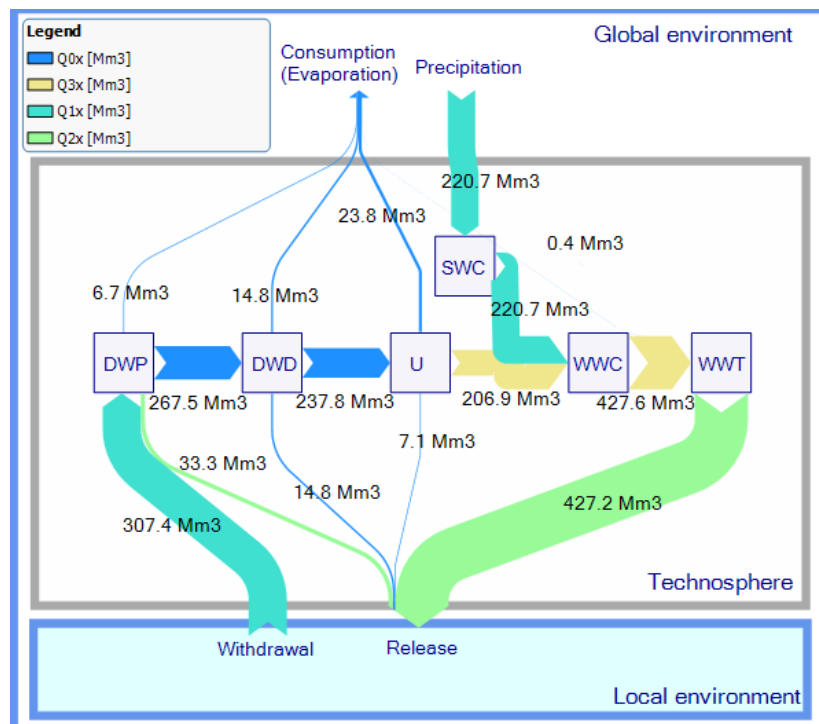 Legend
Q0x [Mm3]
Q3x [Mm3]
Q1x [Mm3]
Q2x [Mm3]
Consumption
(Evaporation)
Precipitation
Global environment
220.7 Mm3
23.8 Mm3
0.4 Mm3
SWC
6.7 Mm3
14.8 Mm3
220.7 Mm3
DWP
DWD
U
WWC
WWT
267.5 Mm3
237.8 Mm3
206.9 Mm3
427.6 Mm3
7.1 Mm3
33.3 Mm3
14.8 Mm3
427.2 Mm3
307.4 Mm3
Technosphere
Withdrawal
Release
Local environment